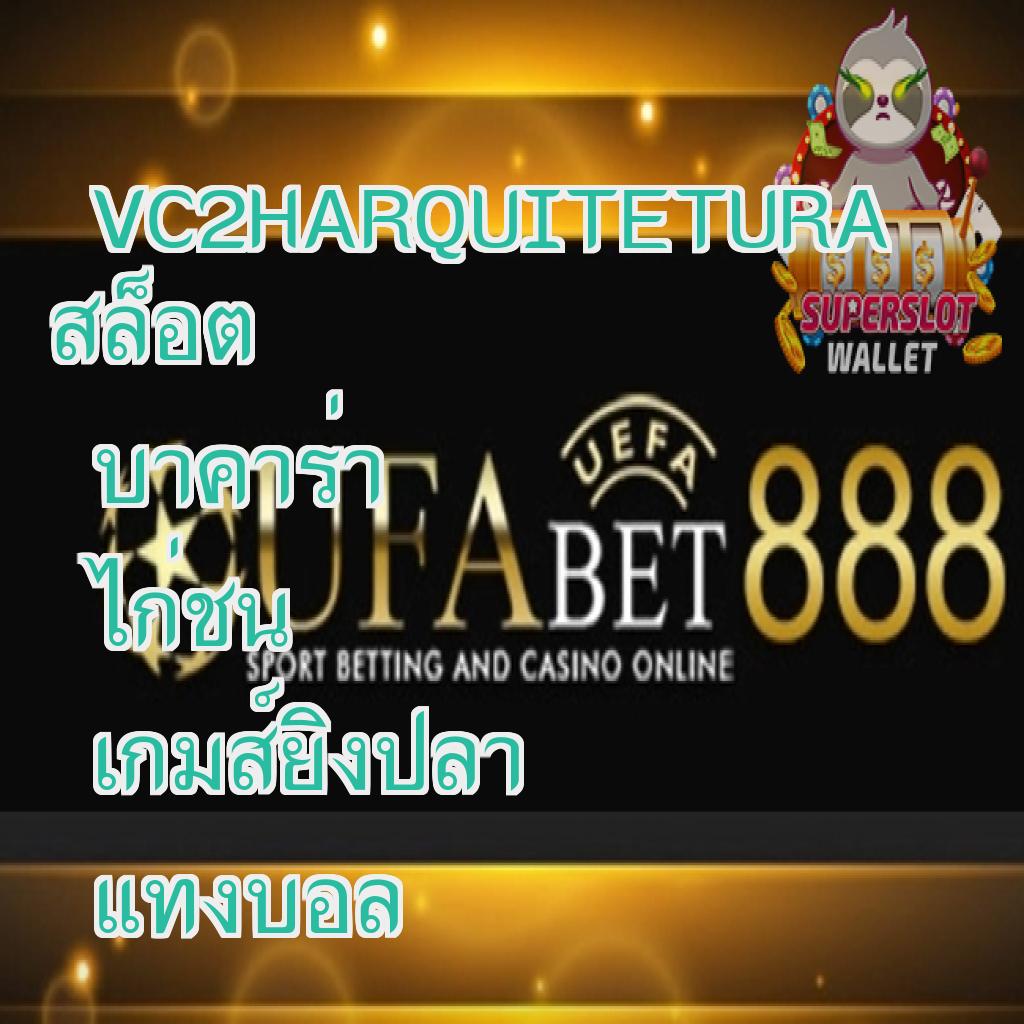 VC2HARQUITETURA
สล็อต
SUPERSLOT
WALLET
บาคาร่า
UEFA
UFABET888
ไก่ชน
SPORT BETTING AND CASINO ONLINE
เกมส์ยิงปลา
แทงบอล